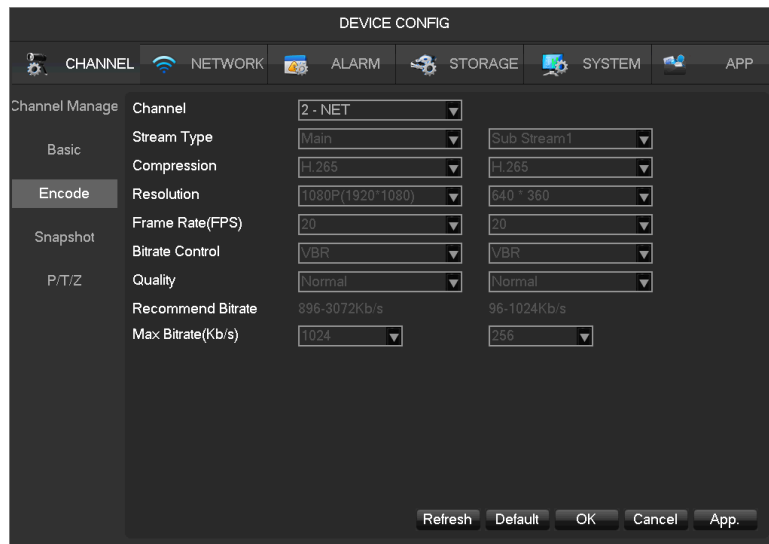 DEVICE CONFIG
CHANNEL NETWORK ALARM STORAGE SYSTEM APP
Channel Manage
Basic
Encode
Snapshot
P/T/Z
Channel 2 - NET
Stream Type Main Sub Stream1
Compression H.265 H.265
Resolution 1080P(1920*1080) 640 * 360
Frame Rate(FPS) 20 20
Bitrate Control VBR VBR
Quality Normal Normal
Recommend Bitrate 896-3072Kb/s 96-1024Kb/s
Max Bitrate(Kb/s) 1024 256
Refresh Default OK Cancel App.